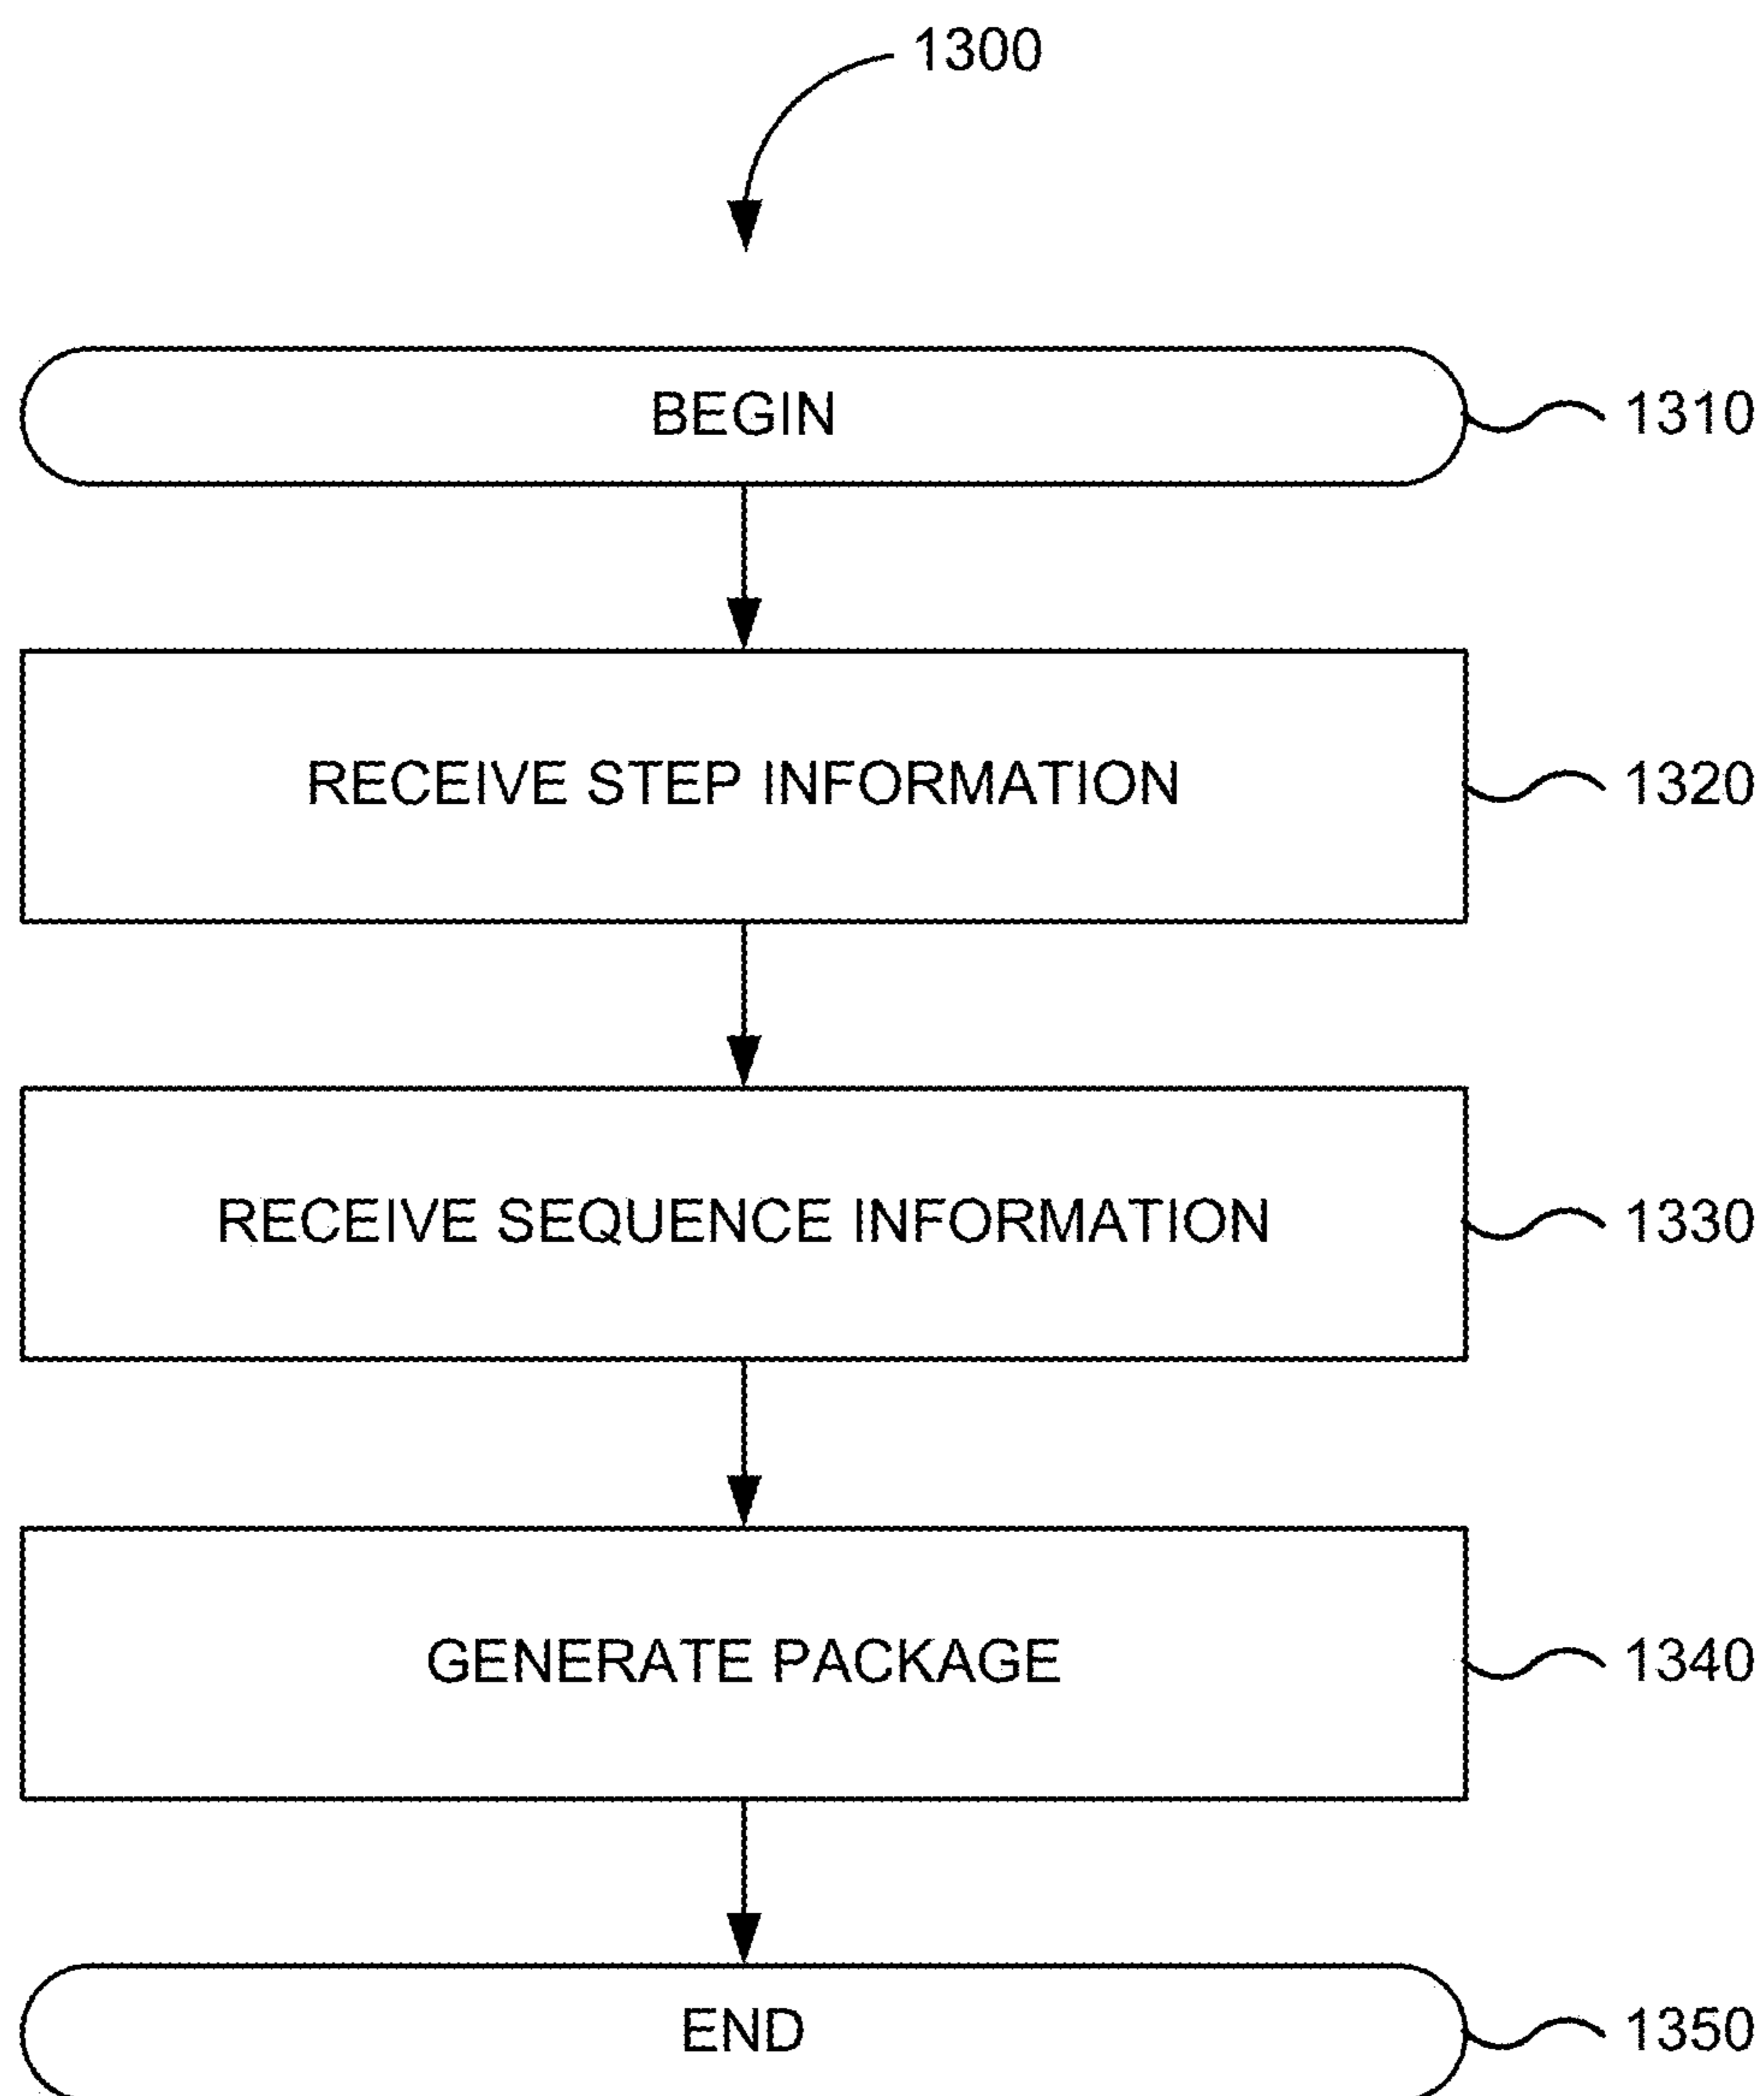 1300
BEGIN
1310
RECEIVE STEP INFORMATION
1320
RECEIVE SEQUENCE INFORMATION
1330
GENERATE PACKAGE
1340
END
1350